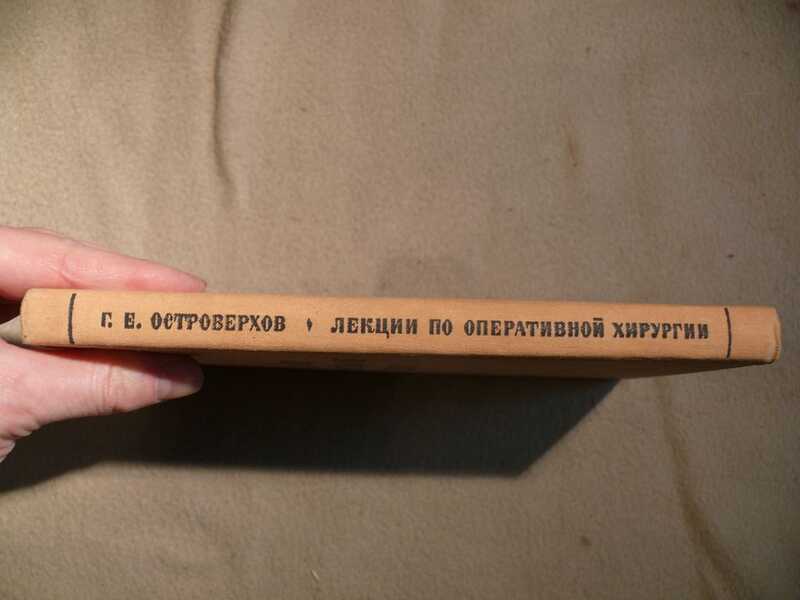 Г. Е. ОСТРОВЕРХОВ ♦ ЛЕКЦИИ ПО ОПЕРАТИВНОЙ ХИРУРГИИ